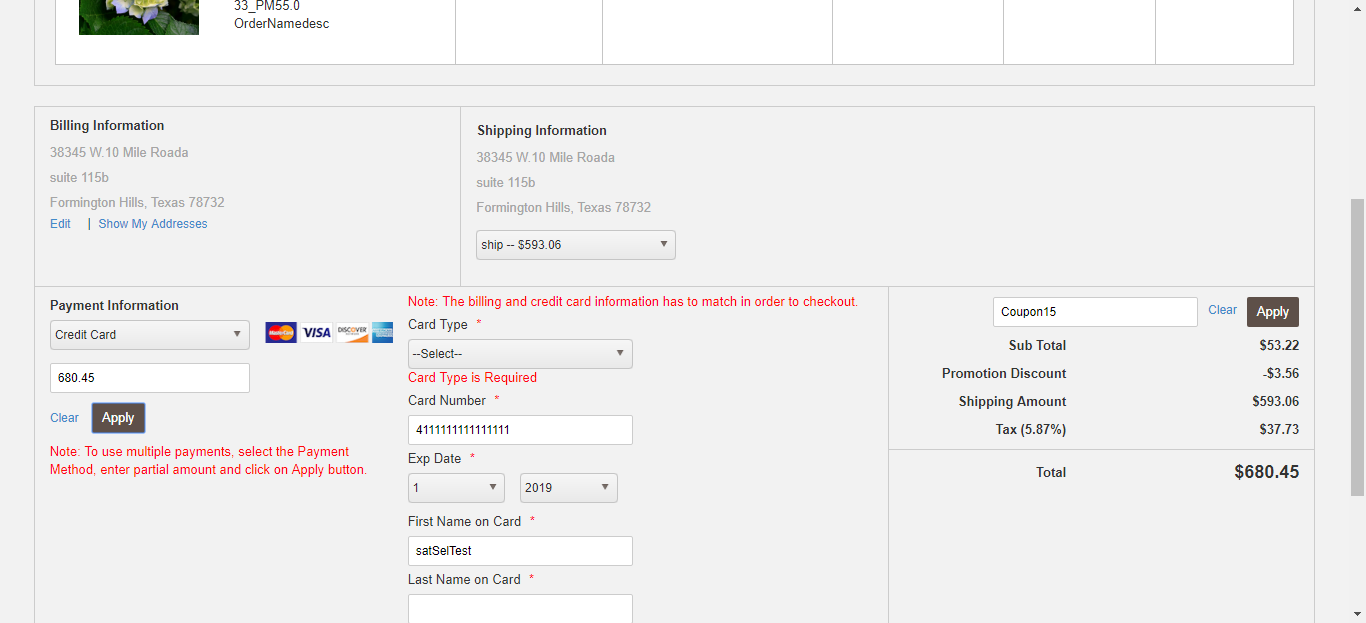 33_PM55.0
OrderNamedesc
Billing Information
38345 W.10 Mile Roada
suite 115b
Formington Hills, Texas 78732
Edit | Show My Addresses
Shipping Information
38345 W.10 Mile Roada
suite 115b
Formington Hills, Texas 78732
ship -- $593.06
Payment Information
Credit Card
MasterCard VISA DISCOVER
680.45
Clear Apply
Note: To use multiple payments, select the Payment
Method, enter partial amount and click on Apply button.
Note: The billing and credit card information has to match in order to checkout.
Card Type *
--Select--
Card Type is Required
Card Number *
4111111111111111
Exp Date *
1 2019
First Name on Card *
satSelTest
Last Name on Card *
Coupon15 Clear Apply
Sub Total $53.22
Promotion Discount -$3.56
Shipping Amount $593.06
Tax (5.87%) $37.73
Total $680.45